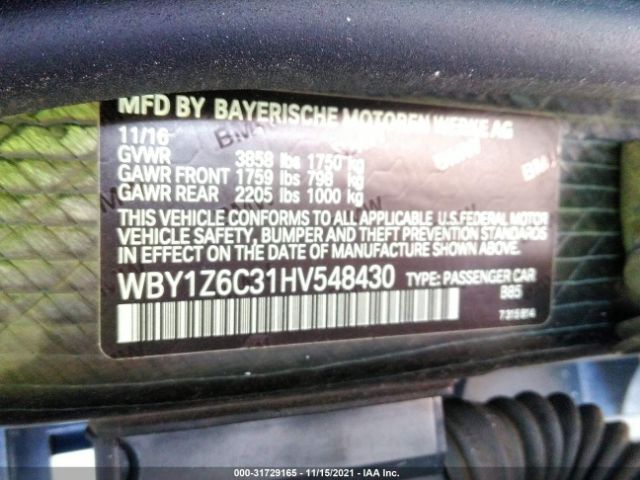 MFD BY BAYERISCHE MOTOREN WERKE AG
11/16
GVWR 3858 lbs 1750 kg
GAWR FRONT 1759 lbs 798 kg
GAWR REAR 2205 lbs 1000 kg
THIS VEHICLE CONFORMS TO ALL APPLICABLE U.S.FEDERAL MOTOR
VEHICLE SAFETY, BUMPER AND THEFT PREVENTION STANDARDS
IN EFFECT ON THE DATE OF MANUFACTURE SHOWN ABOVE.
WBY1Z6C31HV548430 TYPE: PASSENGER CAR
B85
7 315 814
000-31729165 - 11/15/2021 - IAA Inc.